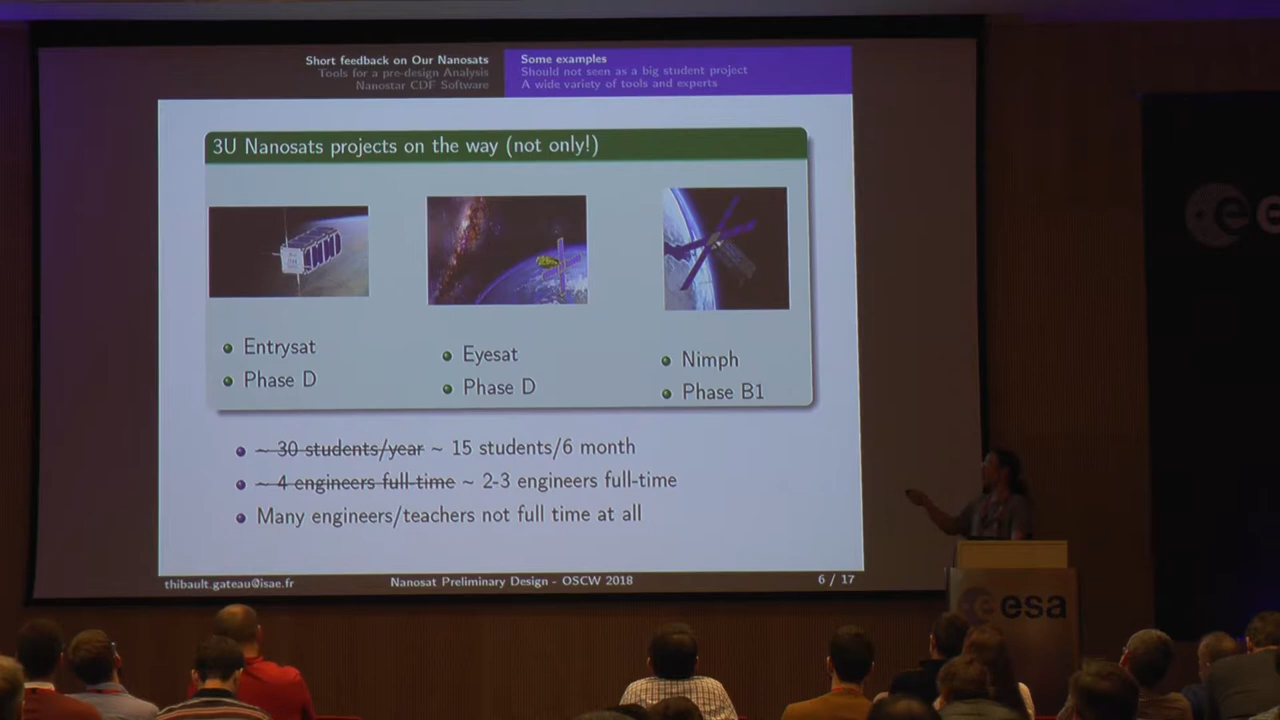 Short feedback on Our Nanosats
Tools for a pre-design Analysis
Nanostar CDF Software
Some examples
Should not seen as a big student project
A wide variety of tools and experts
3U Nanosats projects on the way (not only!)
Entrysat
Phase D
Eyesat
Phase D
Nimph
Phase B1
~ 30 students/year ~ 15 students/6 month
~ 4 engineers full-time ~ 2-3 engineers full-time
Many engineers/teachers not full time at all
thibault.gateau@isae.fr
Nanosat Preliminary Design - OSCW 2018
6 / 17
esa
e